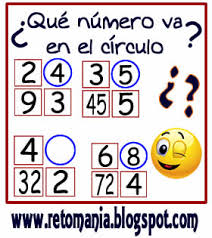 ¿Qué número va
en el círculo?
2 4 3 5
9 3 45 5
¿?
4 6 8
32 2 72 4
www.retomania.blogspot.com